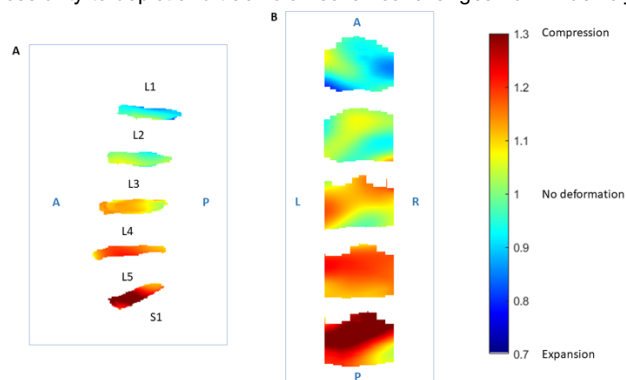 A
L1
L2
L3
A
P
L4
L5
S1
B
A
L
R
P
1.3
Compression
1.2
1.1
1
No deformation
0.9
0.8
0.7
Expansion